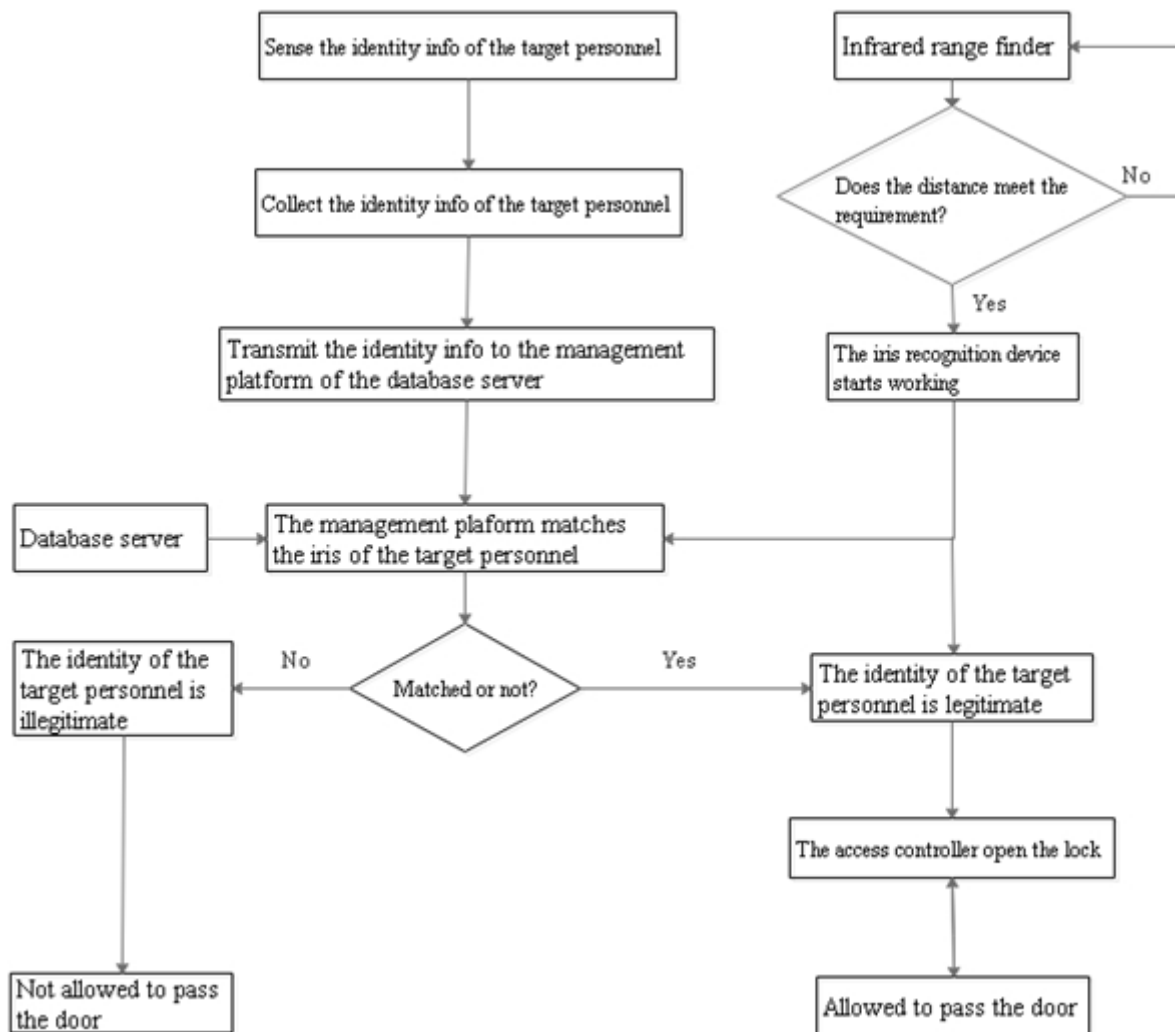 Sense the identity info of the target personnel
Infrared range finder
Collect the identity info of the target personnel
Does the distance meet the
requirement?
No
Yes
Transmit the identity info to the management
platform of the database server
The iris recognition device
starts working
Database server
The management plaform matches
the iris of the target personnel
The identity of the
target personnel is
illegitimate
No
Matched or not?
Yes
The identity of the target
personnel is legitimate
The access controller open the lock
Not allowed to pass
the door
Allowed to pass the door